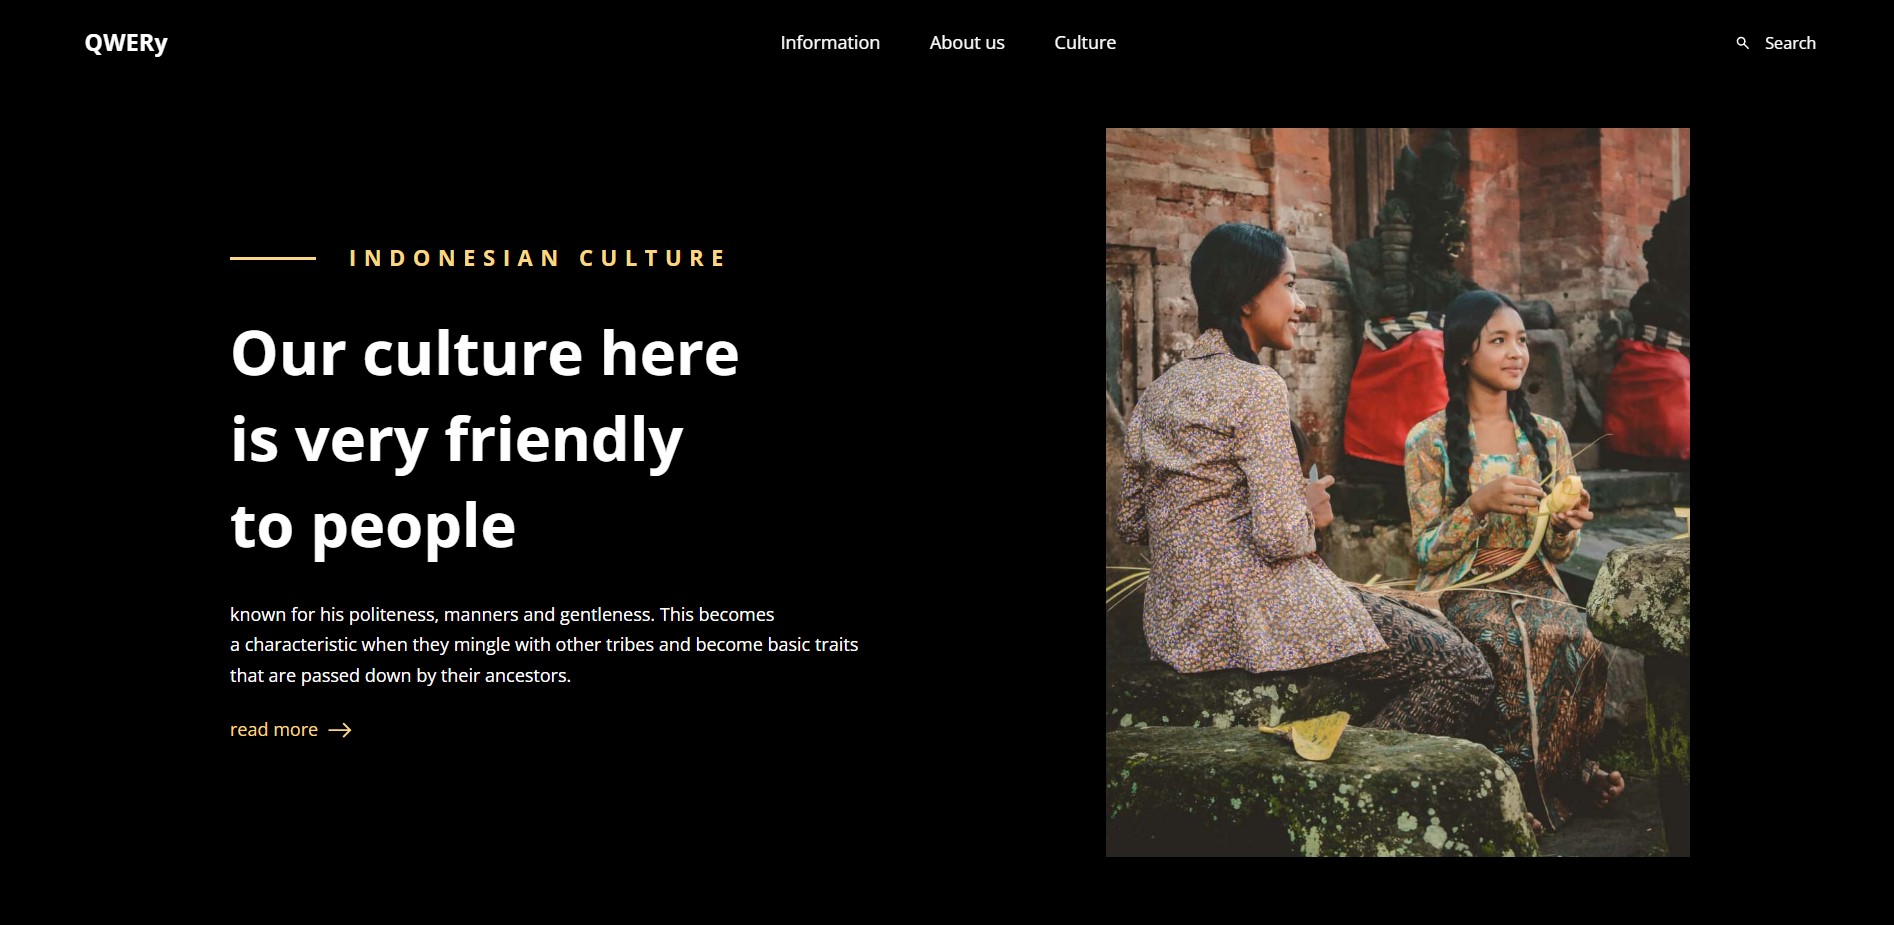 QWERy
Information
About us
Culture
Search
INDONESIAN CULTURE
Our culture here
is very friendly
to people
known for his politeness, manners and gentleness. This becomes
a characteristic when they mingle with other tribes and become basic traits
that are passed down by their ancestors.
read more